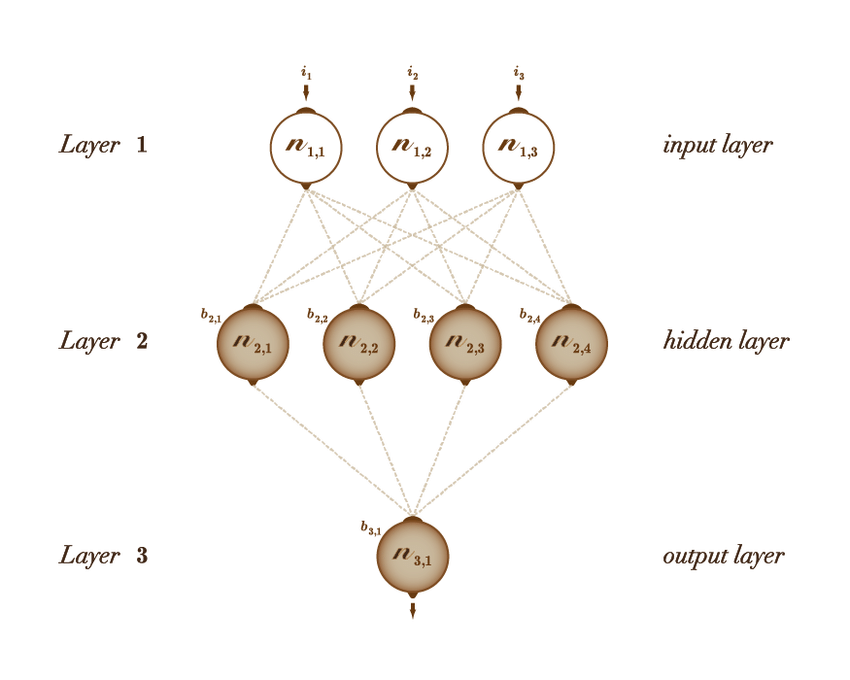 i₁ i₂ i₃
Layer 1 n₁,₁ n₁,₂ n₁,₃ input layer
b₂,₁ b₂,₂ b₂,₃ b₂,₄
Layer 2 n₂,₁ n₂,₂ n₂,₃ n₂,₄ hidden layer
b₃,₁
Layer 3 n₃,₁ output layer